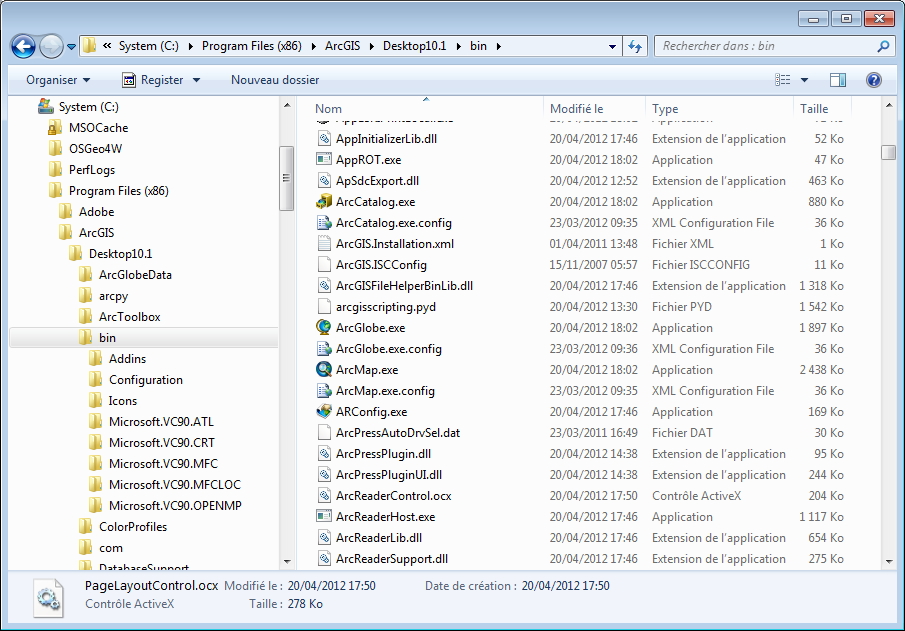 « System (C:) ▸ Program Files (x86) ▸ ArcGIS ▸ Desktop10.1 ▸ bin ▸
Rechercher dans : bin
Organiser Register Nouveau dossier
System (C:)
MSOCache
OSGeo4W
PerfLogs
Program Files (x86)
Adobe
ArcGIS
Desktop10.1
ArcGlobeData
arcpy
ArcToolbox
bin
Addins
Configuration
Icons
Microsoft.VC90.ATL
Microsoft.VC90.CRT
Microsoft.VC90.MFC
Microsoft.VC90.MFCLOC
Microsoft.VC90.OPENMP
ColorProfiles
com
DatabaseSupport
Nom Modifié le Type Taille
AppInitializerLib.dll 20/04/2012 17:46 Extension de l'application 52 Ko
AppROT.exe 20/04/2012 18:02 Application 47 Ko
ApSdcExport.dll 20/04/2012 12:52 Extension de l'application 463 Ko
ArcCatalog.exe 20/04/2012 18:02 Application 880 Ko
ArcCatalog.exe.config 23/03/2012 09:35 XML Configuration File 36 Ko
ArcGIS.Installation.xml 01/04/2011 13:48 Fichier XML 1 Ko
ArcGIS.ISCConfig 15/11/2007 05:57 Fichier ISCCONFIG 11 Ko
ArcGISFileHelperBinLib.dll 20/04/2012 17:46 Extension de l'application 1 318 Ko
arcgisscripting.pyd 20/04/2012 13:30 Fichier PYD 1 542 Ko
ArcGlobe.exe 20/04/2012 18:02 Application 1 897 Ko
ArcGlobe.exe.config 23/03/2012 09:36 XML Configuration File 36 Ko
ArcMap.exe 20/04/2012 18:02 Application 2 438 Ko
ArcMap.exe.config 23/03/2012 09:35 XML Configuration File 36 Ko
ARConfig.exe 20/04/2012 17:46 Application 169 Ko
ArcPressAutoDrvSel.dat 23/03/2011 16:49 Fichier DAT 30 Ko
ArcPressPlugin.dll 20/04/2012 14:38 Extension de l'application 95 Ko
ArcPressPluginUI.dll 20/04/2012 14:38 Extension de l'application 244 Ko
ArcReaderControl.ocx 20/04/2012 17:50 Contrôle ActiveX 204 Ko
ArcReaderHost.exe 20/04/2012 17:46 Application 1 117 Ko
ArcReaderLib.dll 20/04/2012 17:46 Extension de l'application 654 Ko
ArcReaderSupport.dll 20/04/2012 17:46 Extension de l'application 275 Ko
PageLayoutControl.ocx Modifié le : 20/04/2012 17:50 Date de création : 20/04/2012 17:50
Contrôle ActiveX Taille : 278 Ko